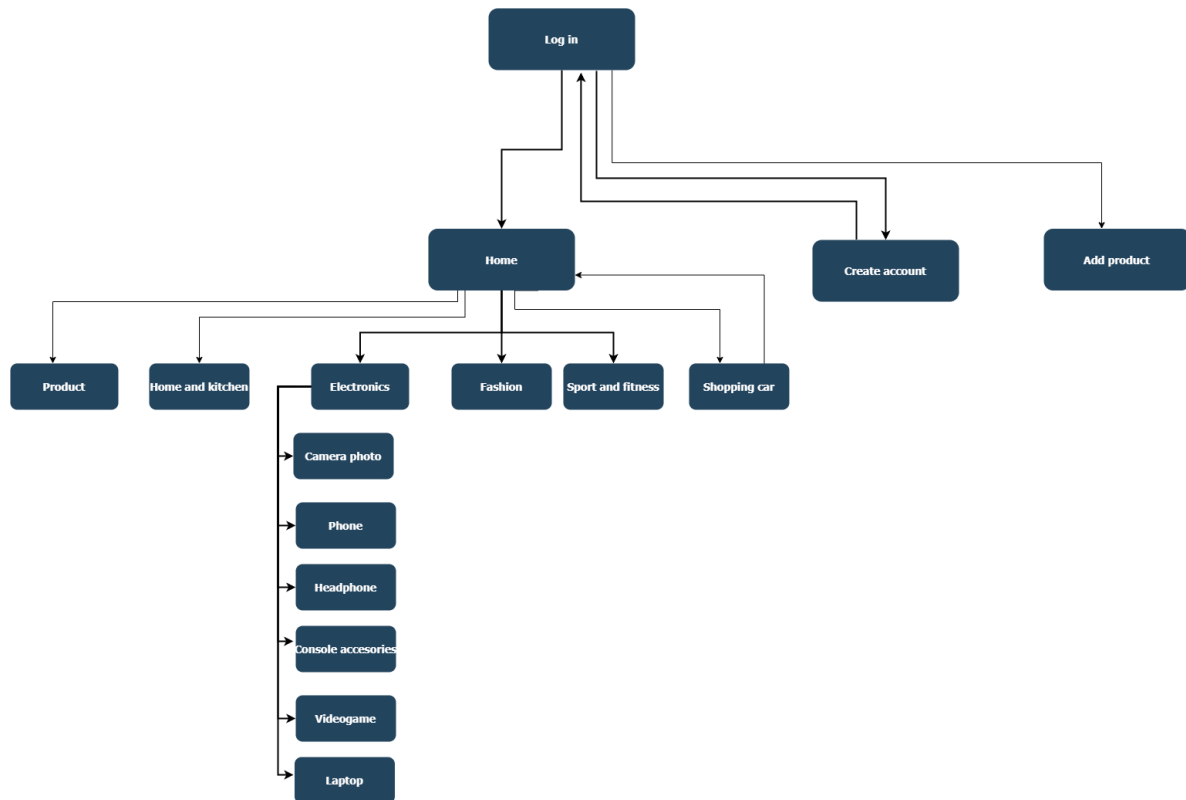 Log in
Home
Create account
Add product
Product
Home and kitchen
Electronics
Fashion
Sport and fitness
Shopping car
Camera photo
Phone
Headphone
Console accesories
Videogame
Laptop